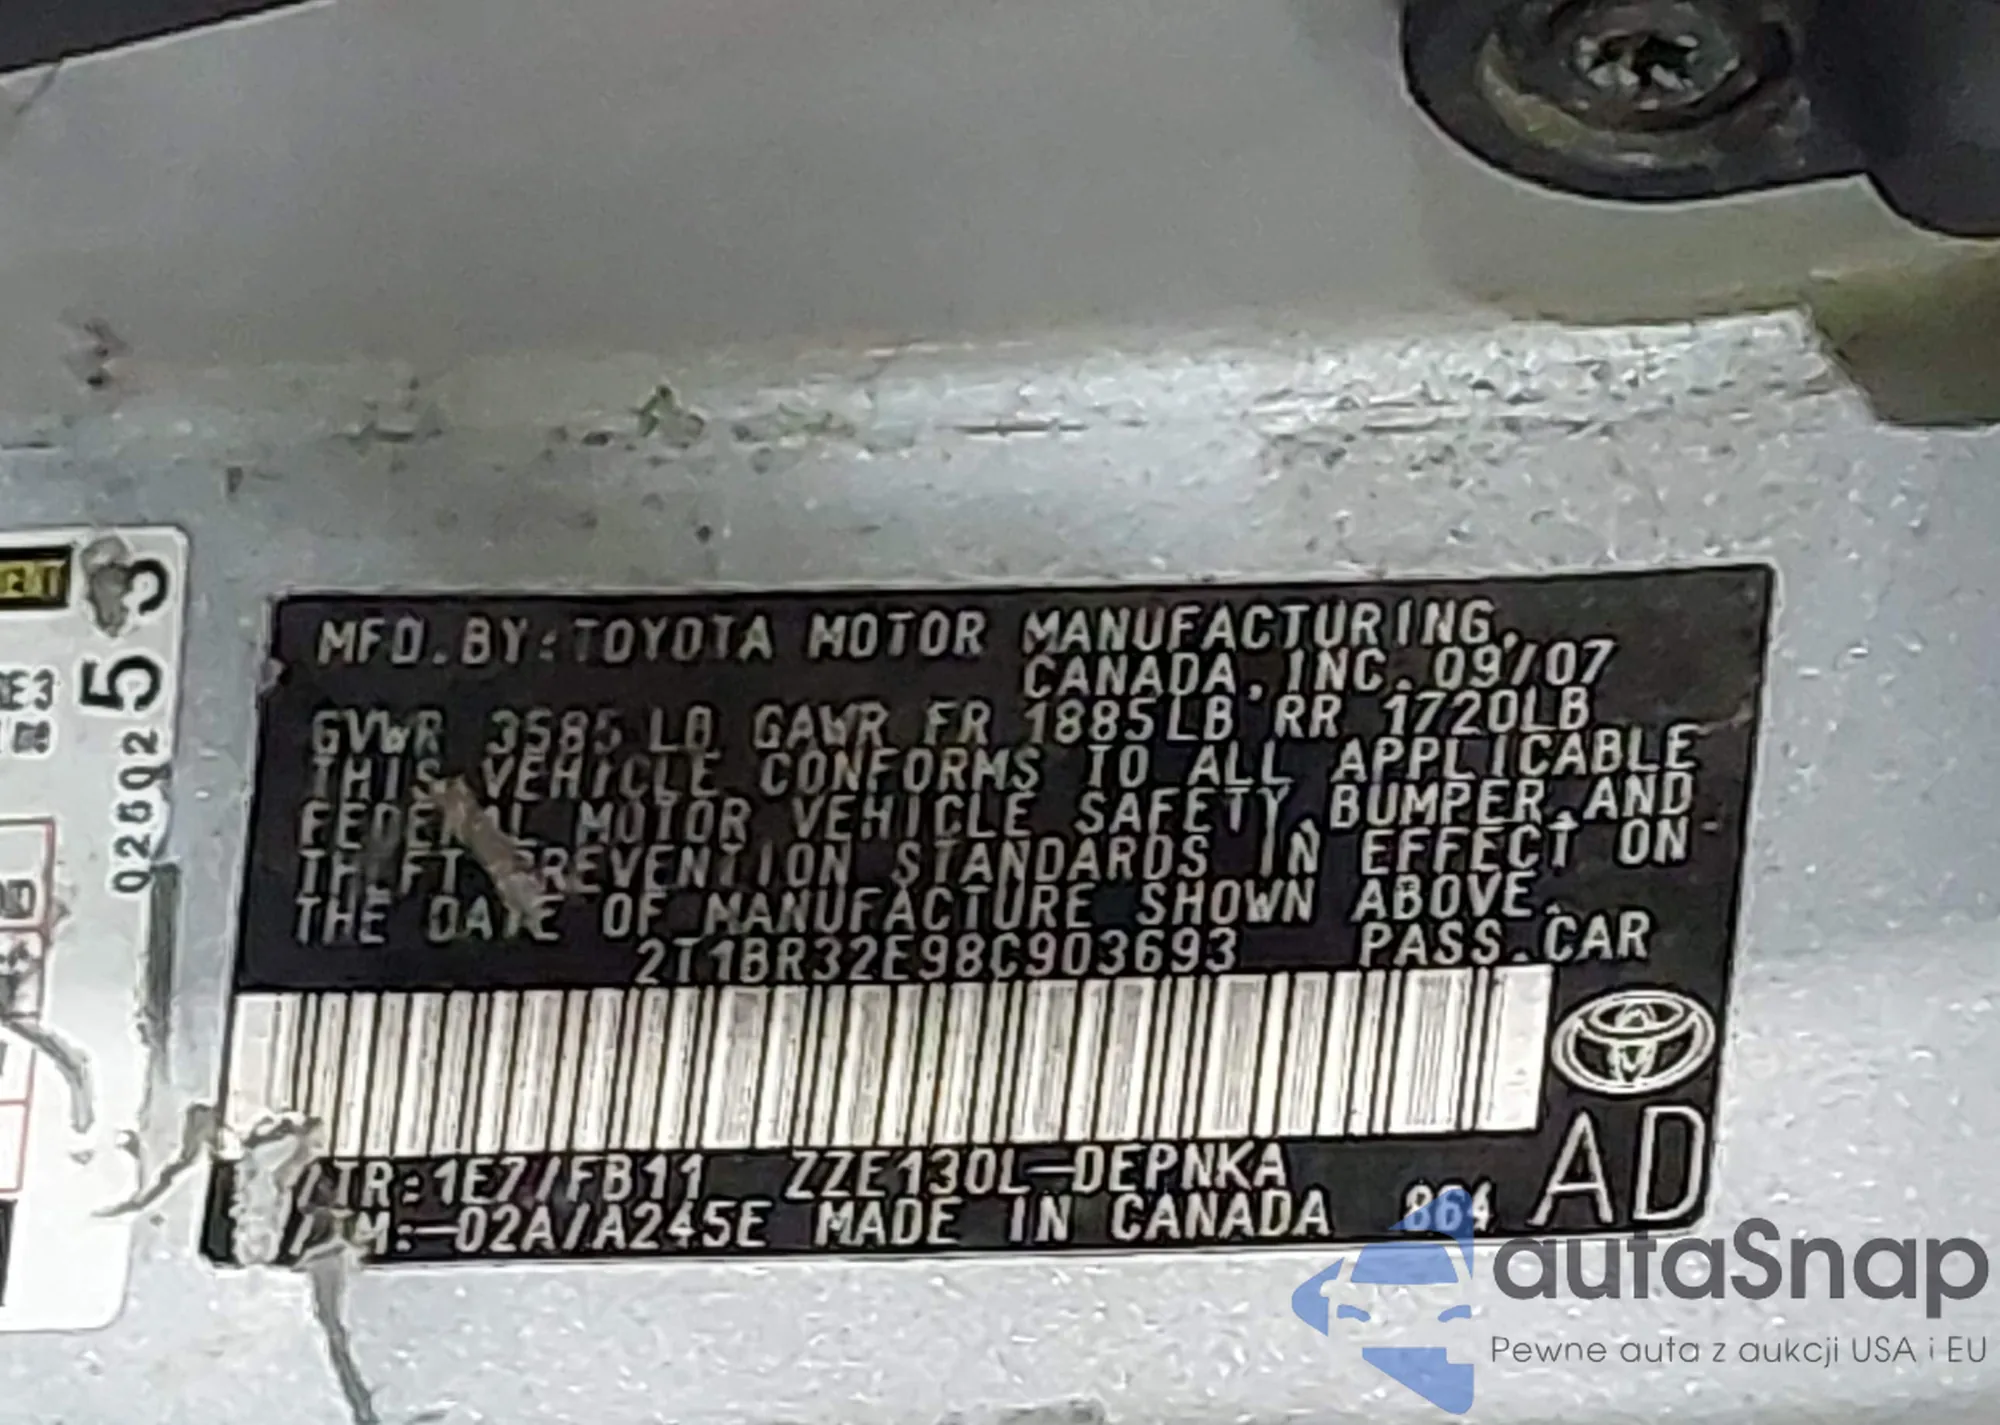 MFD. BY: TOYOTA MOTOR MANUFACTURING,
CANADA, INC. 09/07
GVWR 3585 LB GAWR FR 1885LB RR 1720LB
THIS VEHICLE CONFORMS TO ALL APPLICABLE
FEDERAL MOTOR VEHICLE SAFETY, BUMPER, AND
THEFT PREVENTION STANDARDS IN EFFECT ON
THE DATE OF MANUFACTURE SHOWN ABOVE.
2T1BR32E98C903693 PASS. CAR
/TR:1E7/FB11 ZZE130L-DEPNKA
/TM:-02A/A245E MADE IN CANADA 864
AD
53
02602
autaSnap
Pewne auta z aukcji USA i EU